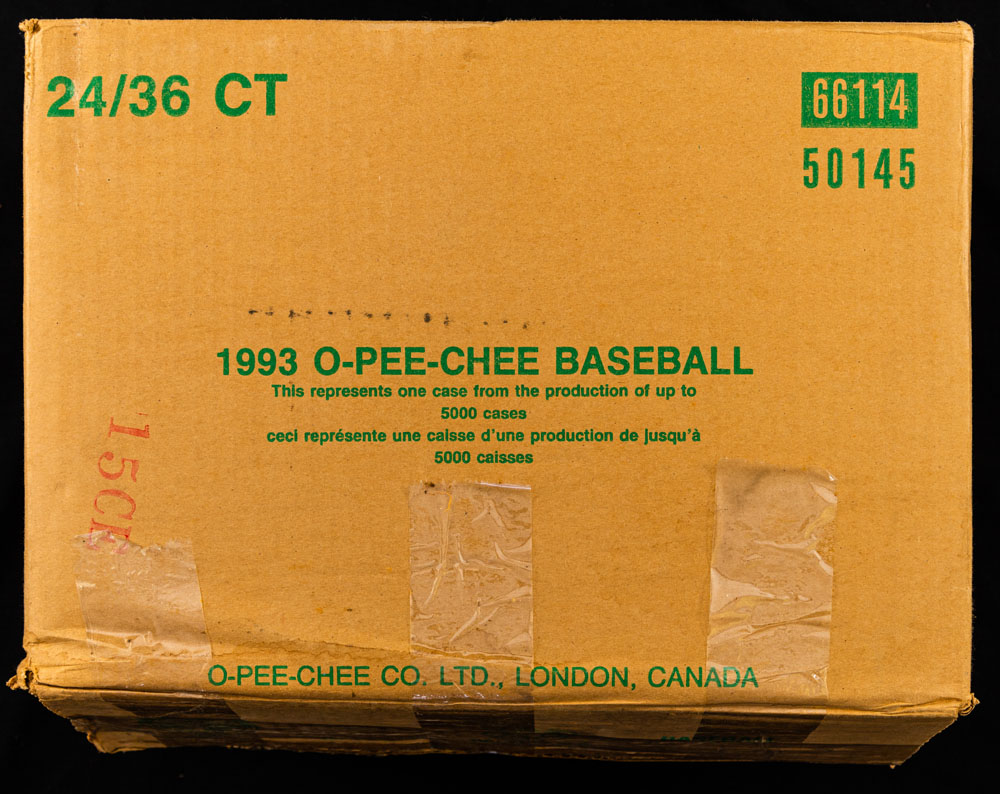 24/36 CT
66114
50145
1993 O-PEE-CHEE BASEBALL
This represents one case from the production of up to
5000 cases
ceci représente une caisse d'une production de jusqu'à
5000 caisses
O-PEE-CHEE CO. LTD., LONDON, CANADA